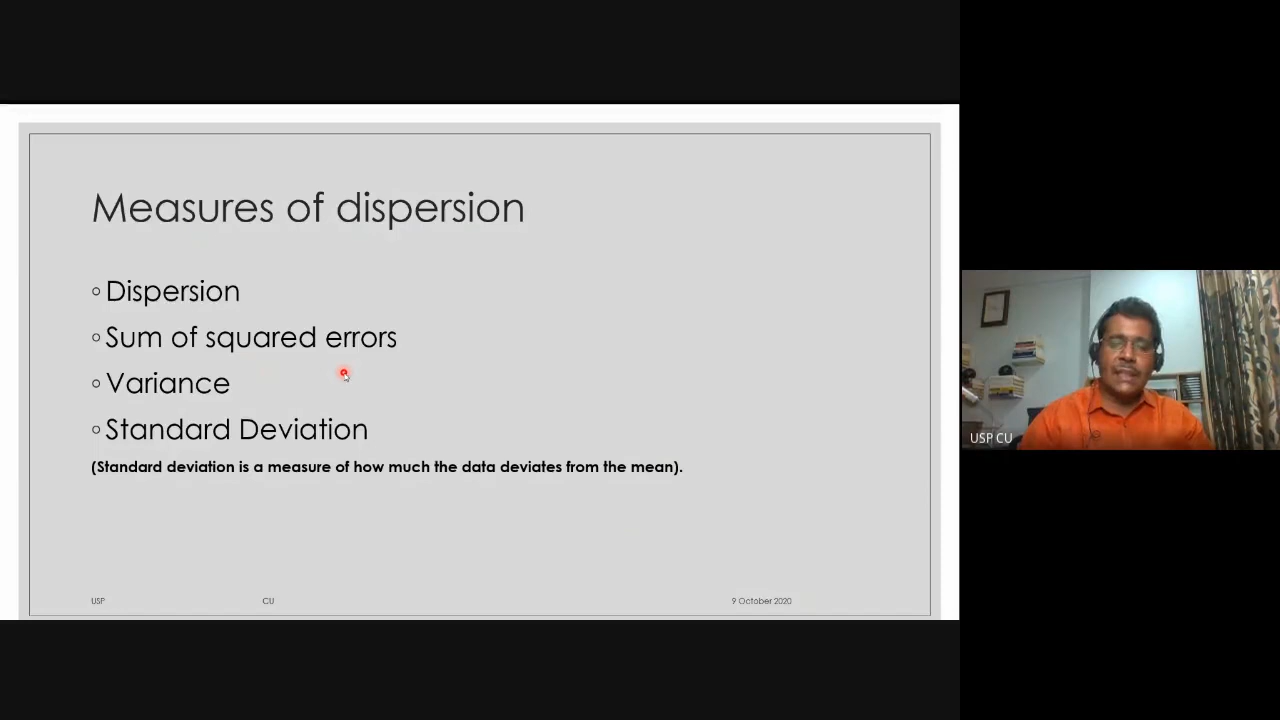 Measures of dispersion
◦ Dispersion
◦ Sum of squared errors
◦ Variance
◦ Standard Deviation
(Standard deviation is a measure of how much the data deviates from the mean).
USP CU 9 October 2020
USP CU